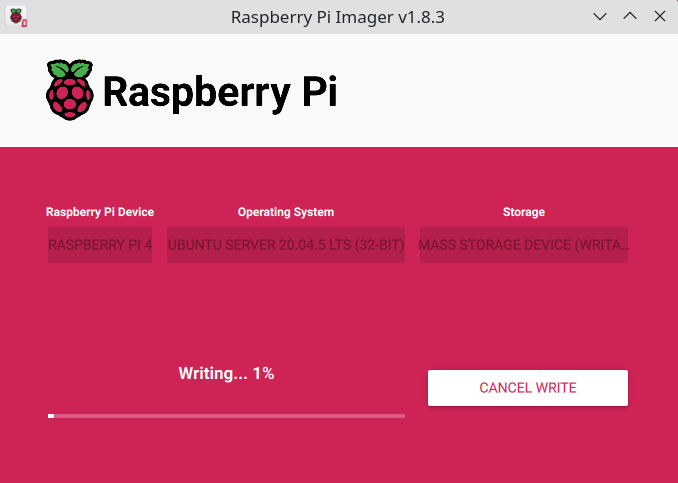 Raspberry Pi Imager v1.8.3
Raspberry Pi
Raspberry Pi Device
Operating System
Storage
RASPBERRY PI 4
UBUNTU SERVER 20.04.5 LTS (32-BIT)
MASS STORAGE DEVICE (WRITA...
Writing... 1%
CANCEL WRITE